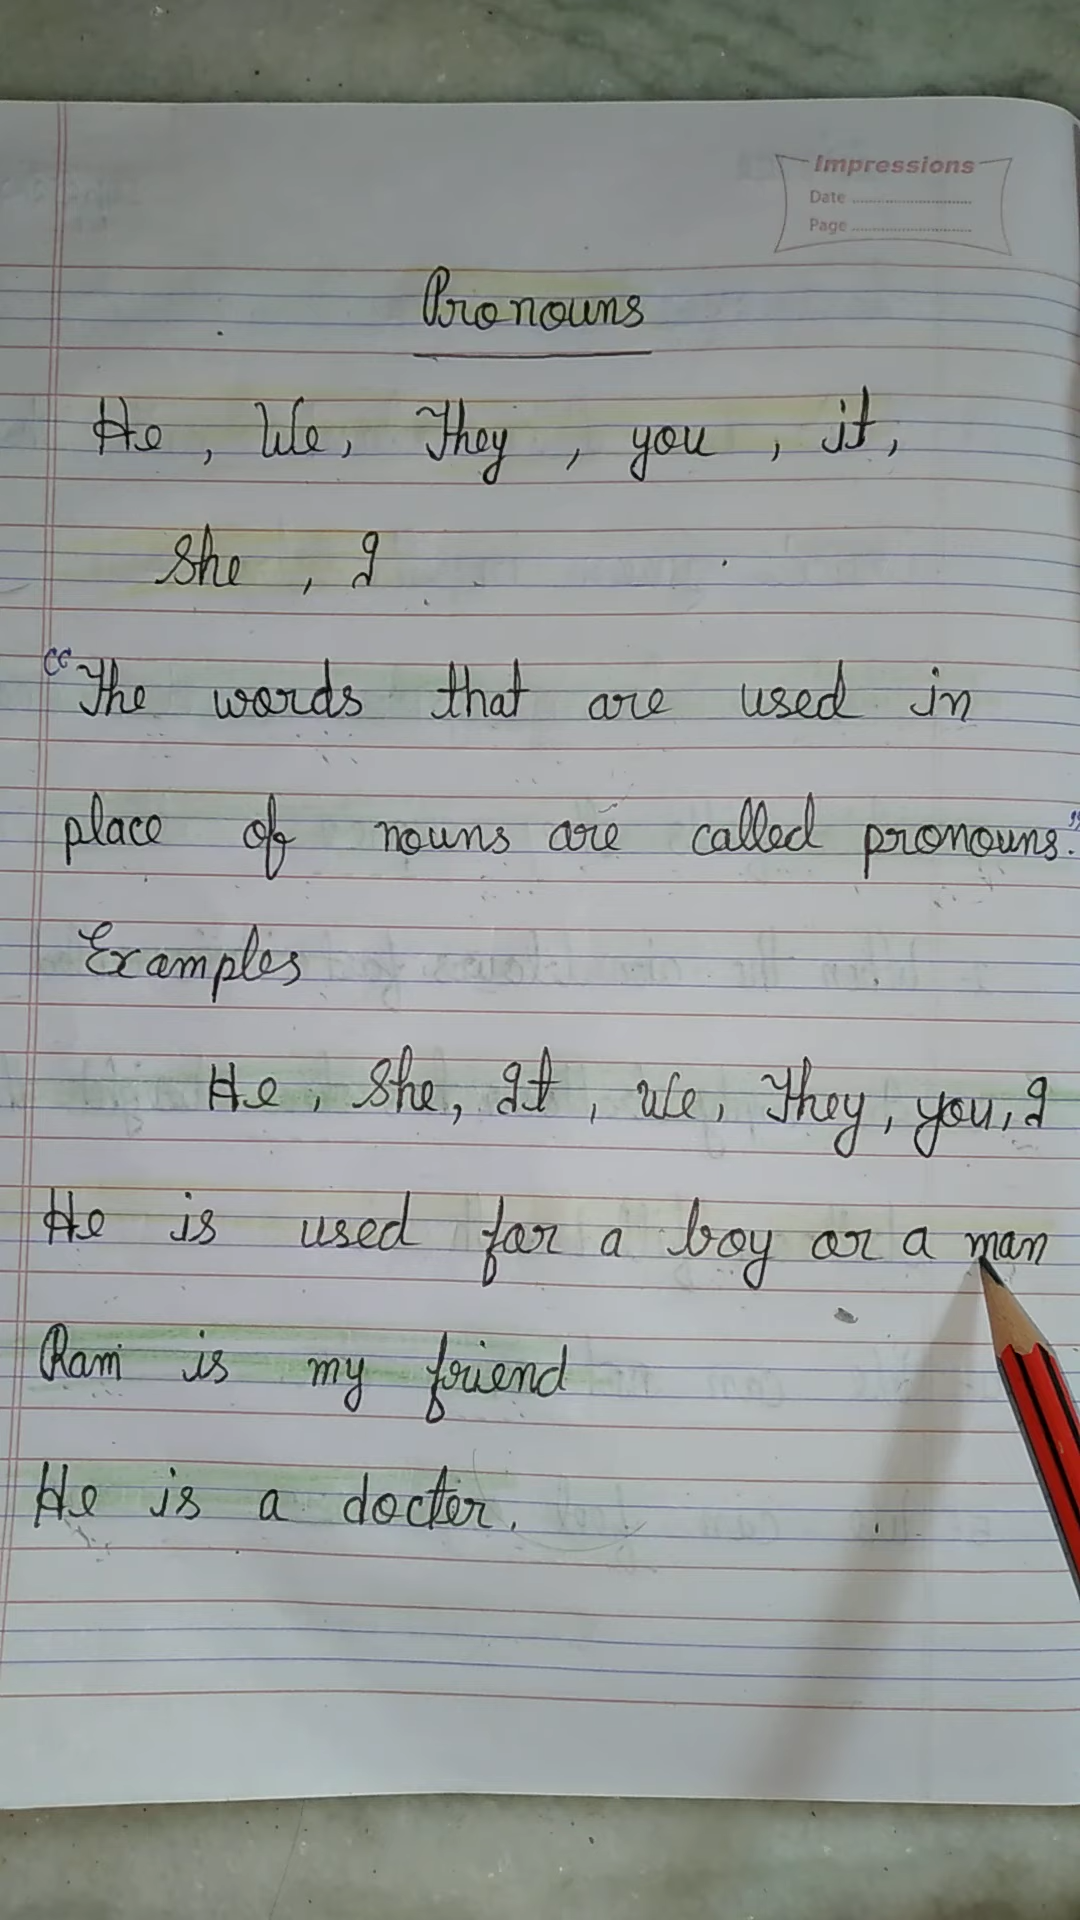 Impressions
Date
Page
Pronouns
He, We, They, you, it,
she, I
"The words that are used in
place of nouns are called pronouns."
Examples
He, She, It, We, They, you, I
He is used for a boy or a man
Ram is my friend
He is a docter.